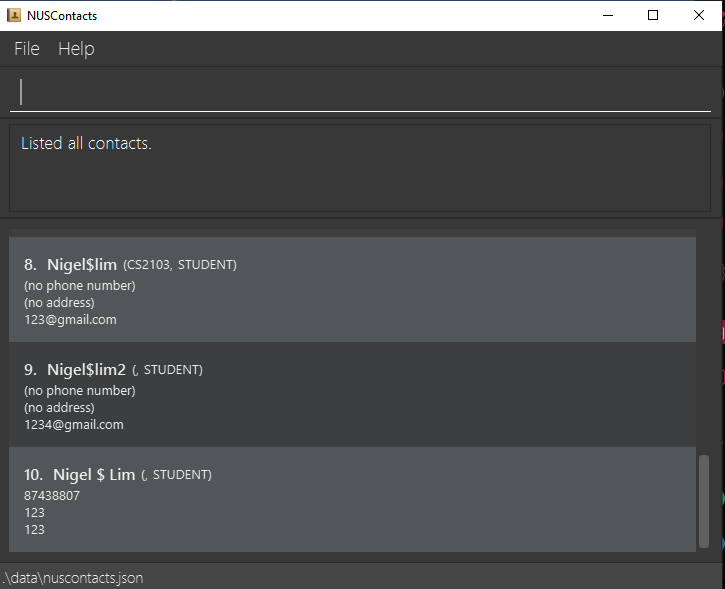 NUSContacts
File Help
Listed all contacts.
8. Nigel$lim (CS2103, STUDENT)
(no phone number)
(no address)
123@gmail.com
9. Nigel$lim2 (, STUDENT)
(no phone number)
(no address)
1234@gmail.com
10. Nigel $ Lim (, STUDENT)
87438807
123
123
.\data\nuscontacts.json